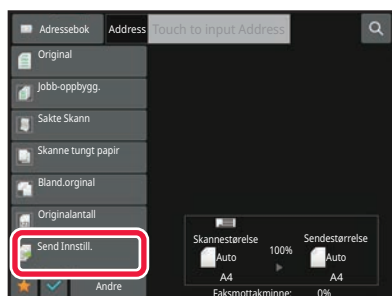 Adressebok Address Touch to input Address
Original
Jobb-oppbygg.
Sakte Skann
Skanne tungt papir
Bland.orginal
Originalantall
Send Innstill.
Andre
Skannestørelse 100% Sendestørrelse
Auto Auto
A4 A4
Faksmottakminne: 0%